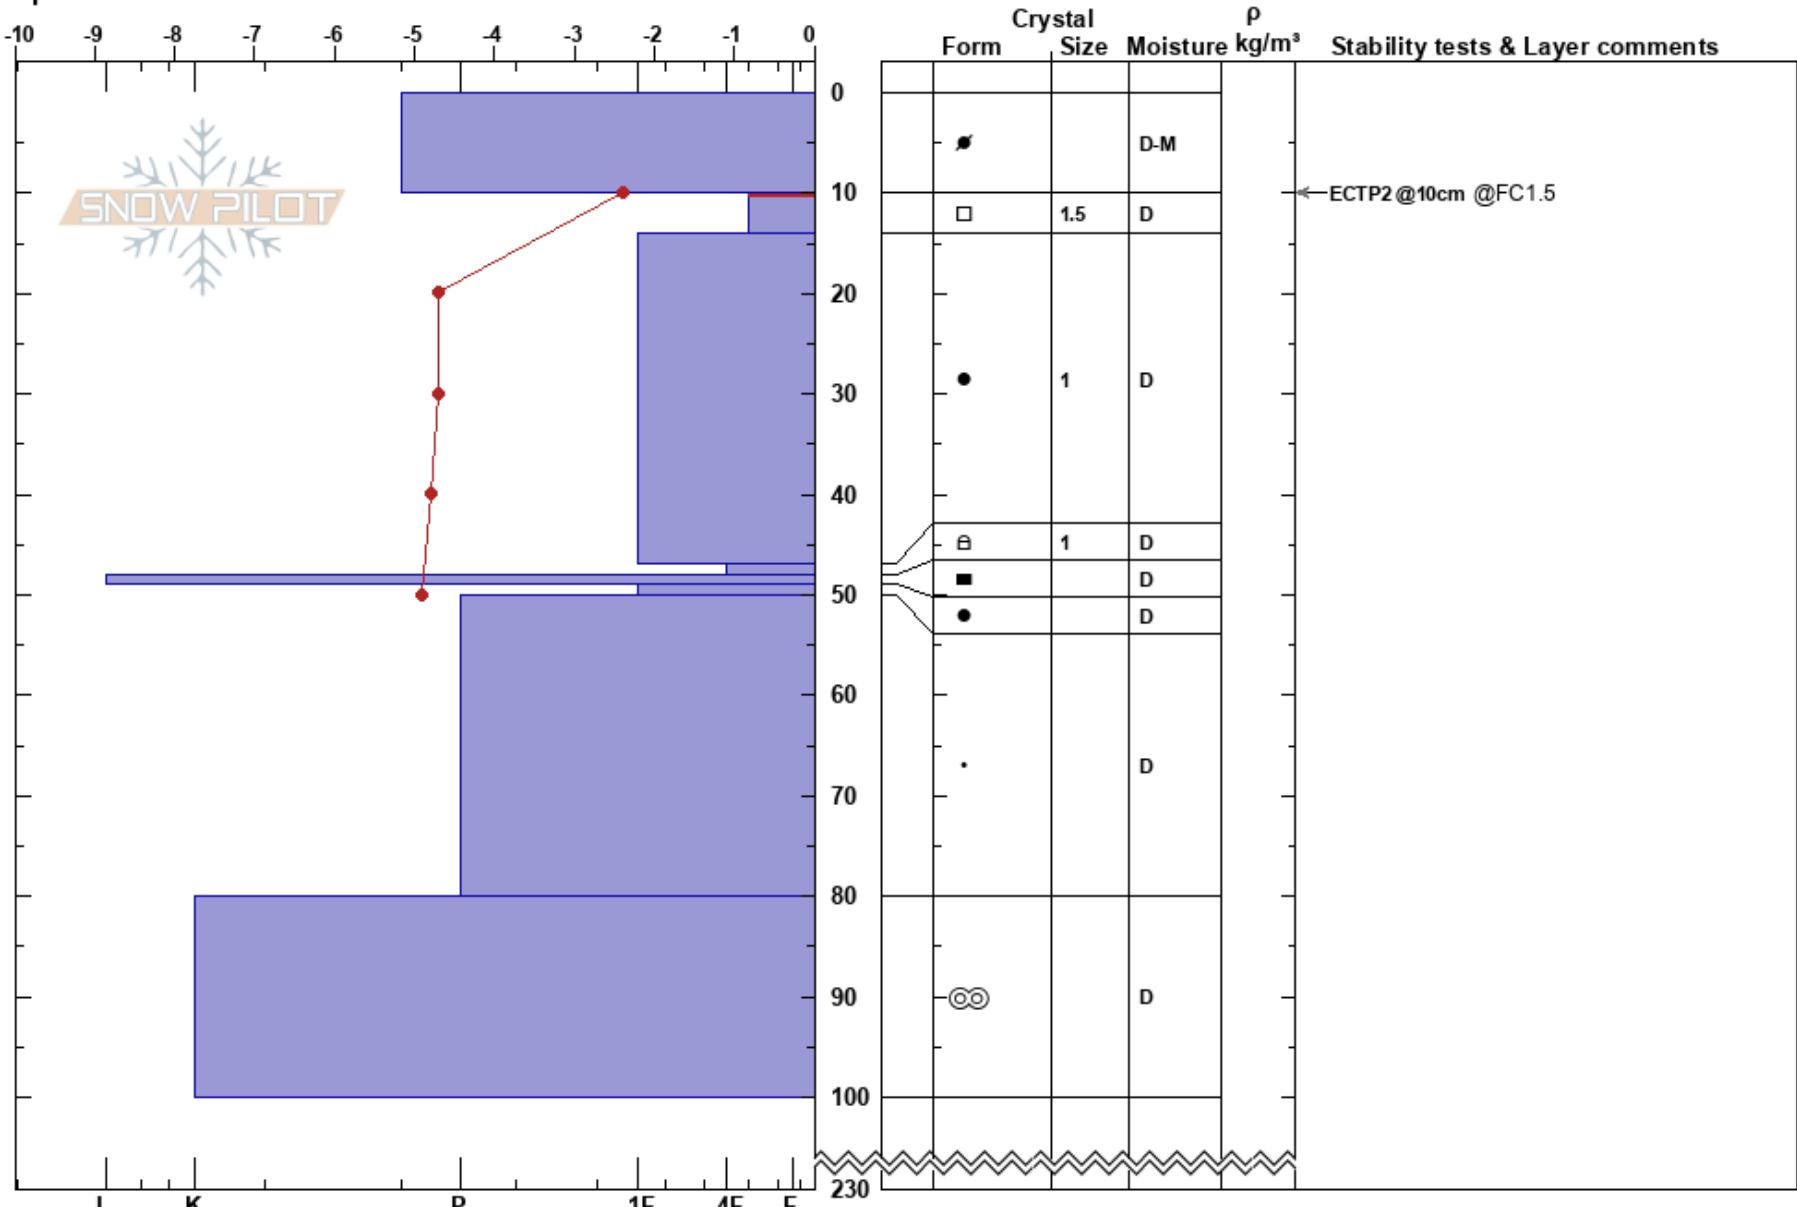 Crystal ρ
-10 -9 -8 -7 -6 -5 -4 -3 -2 -1 0 Form Size Moisture kg/m³ Stability tests & Layer comments
0
D-M
10 ECTP2 @10cm @FC1.5
1.5 D
SNOW PILOT
20
1 D
30
40
1 D
D
50
D
60
D
70
80
90 D
100
230
I K P 1F 4F F